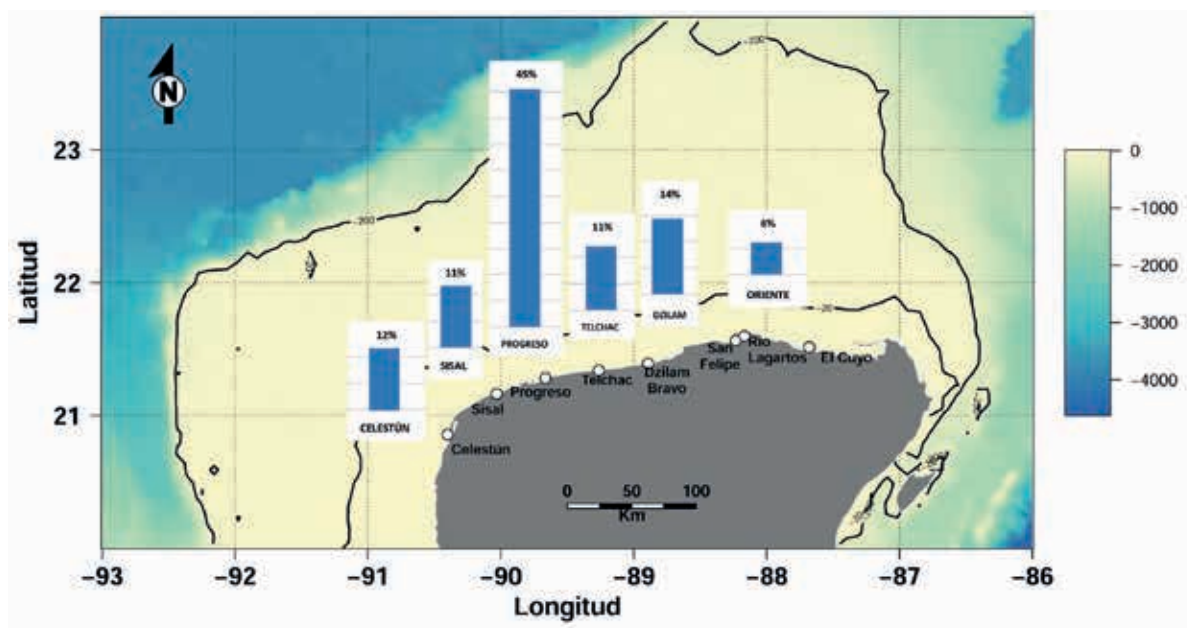 N
Latitud
23
22
21
-93
-92
-91
-90
-89
-88
-87
-86
Longitud
-200
-200
-20
12%
CELESTÚN
11%
SISAL
46%
PROGRESO
11%
TELCHAC
14%
DZILAM
6%
ORIENTE
Celestún
Sisal
Progreso
Telchac
Dzilam
Bravo
San
Felipe
Río
Lagartos
El Cuyo
0 50 100
Km
0
-1000
-2000
-3000
-4000